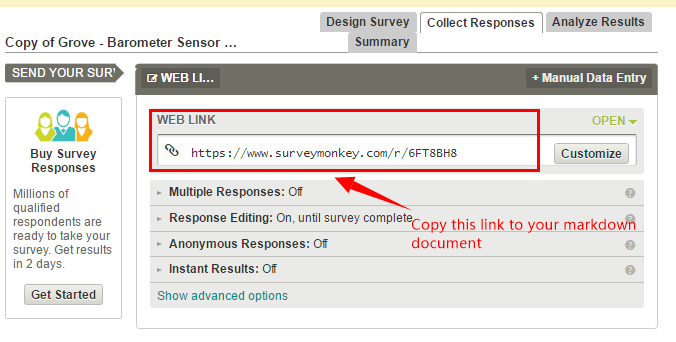 Design Survey
Collect Responses
Analyze Results
Copy of Grove - Barometer Sensor ...
Summary
SEND YOUR SURV
WEB LI...
+ Manual Data Entry
Buy Survey
Responses
Millions of
qualified
respondents are
ready to take your
survey. Get results
in 2 days.
Get Started
WEB LINK
OPEN
https://www.surveymonkey.com/r/6FT8BH8
Customize
Multiple Responses: Off
?
Response Editing: On, until survey complete
?
Anonymous Responses: Off
?
Instant Results: Off
?
Show advanced options
Copy this link to your markdown
document